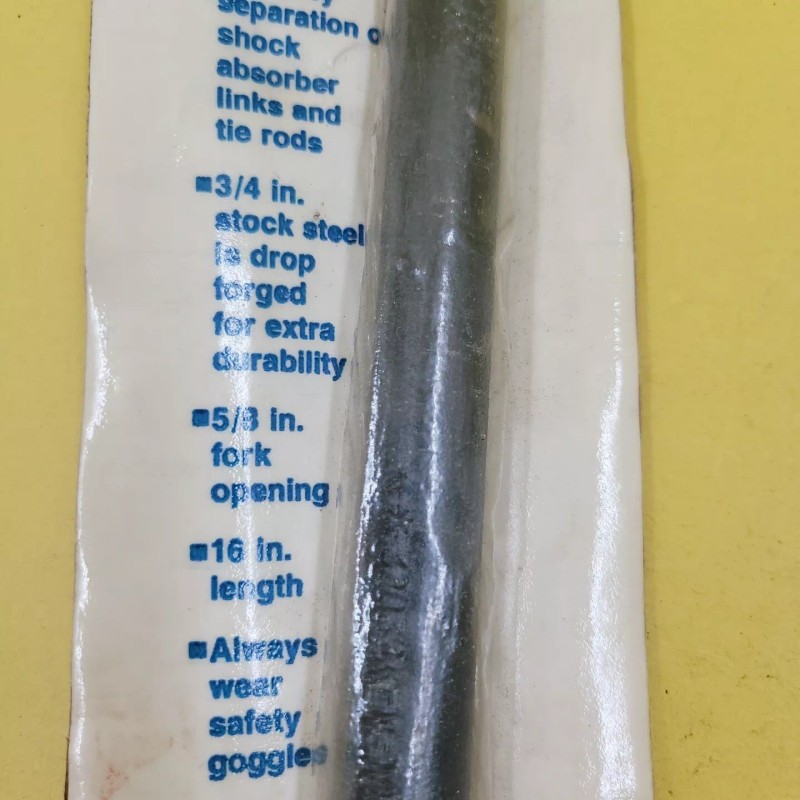 separation o
shock
absorber
links and
tie rods
■3/4 in.
stock steel
is drop
forged
for extra
durability
■5/8 in.
fork
opening
■16 in.
length
■Always
wear
safety
goggles